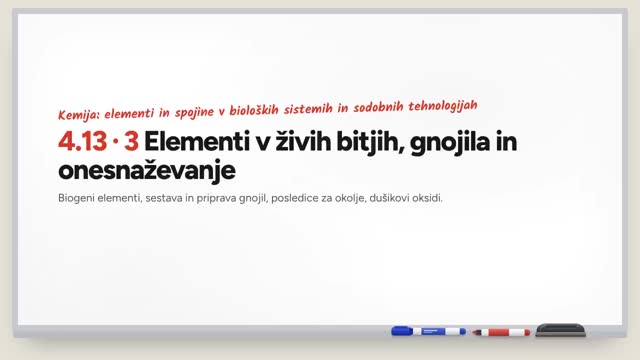 Kemija: elementi in spojine v bioloških sistemih in sodobnih tehnologijah
4.13 · 3 Elementi v živih bitjih, gnojila in
onesnaževanje
Biogeni elementi, sestava in priprava gnojil, posledice za okolje, dušikovi oksidi.